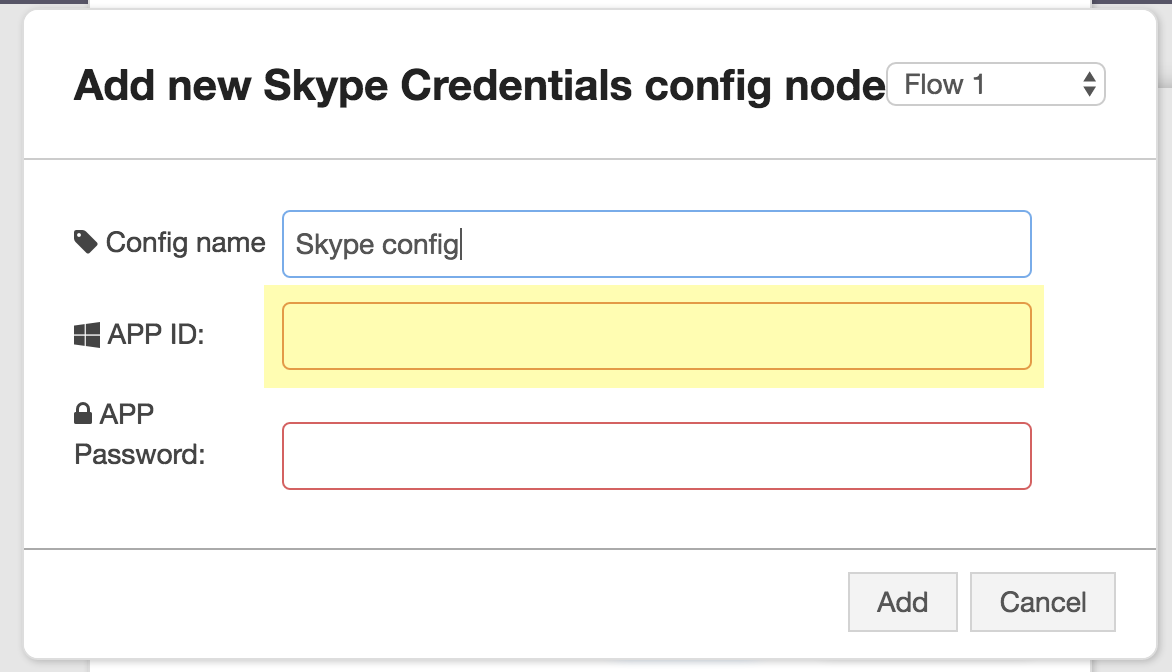 Add new Skype Credentials config node
Flow 1
Config name
Skype config
APP ID:
APP
Password:
Add
Cancel